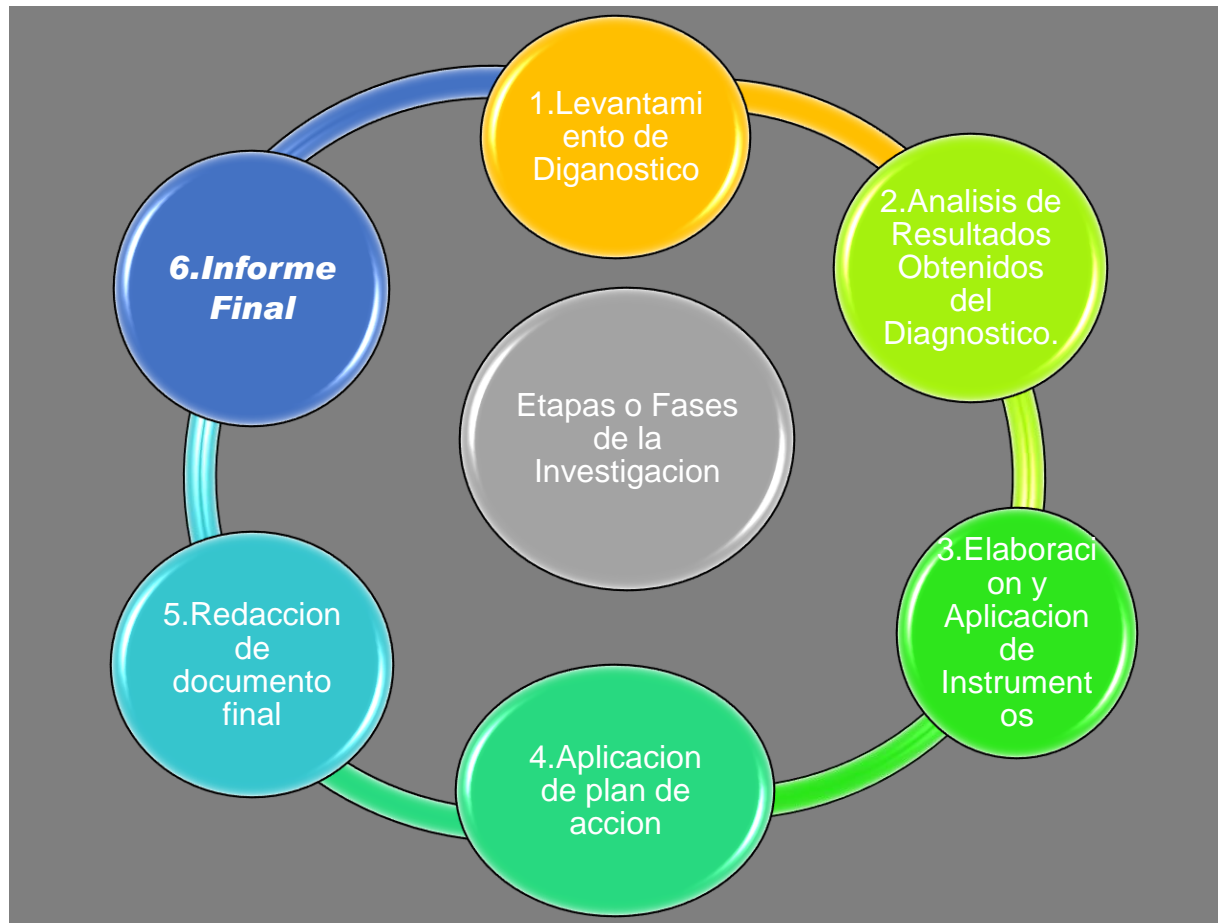 1.Levantami
ento de
Diganostico
2.Analisis de
Resultados
Obtenidos
del
Diagnostico.
3.Elaboraci
on y
Aplicacion
de
Instrument
os
4.Aplicacion
de plan de
accion
5.Redaccion
de
documento
final
6.Informe
Final
Etapas o Fases
de la
Investigacion